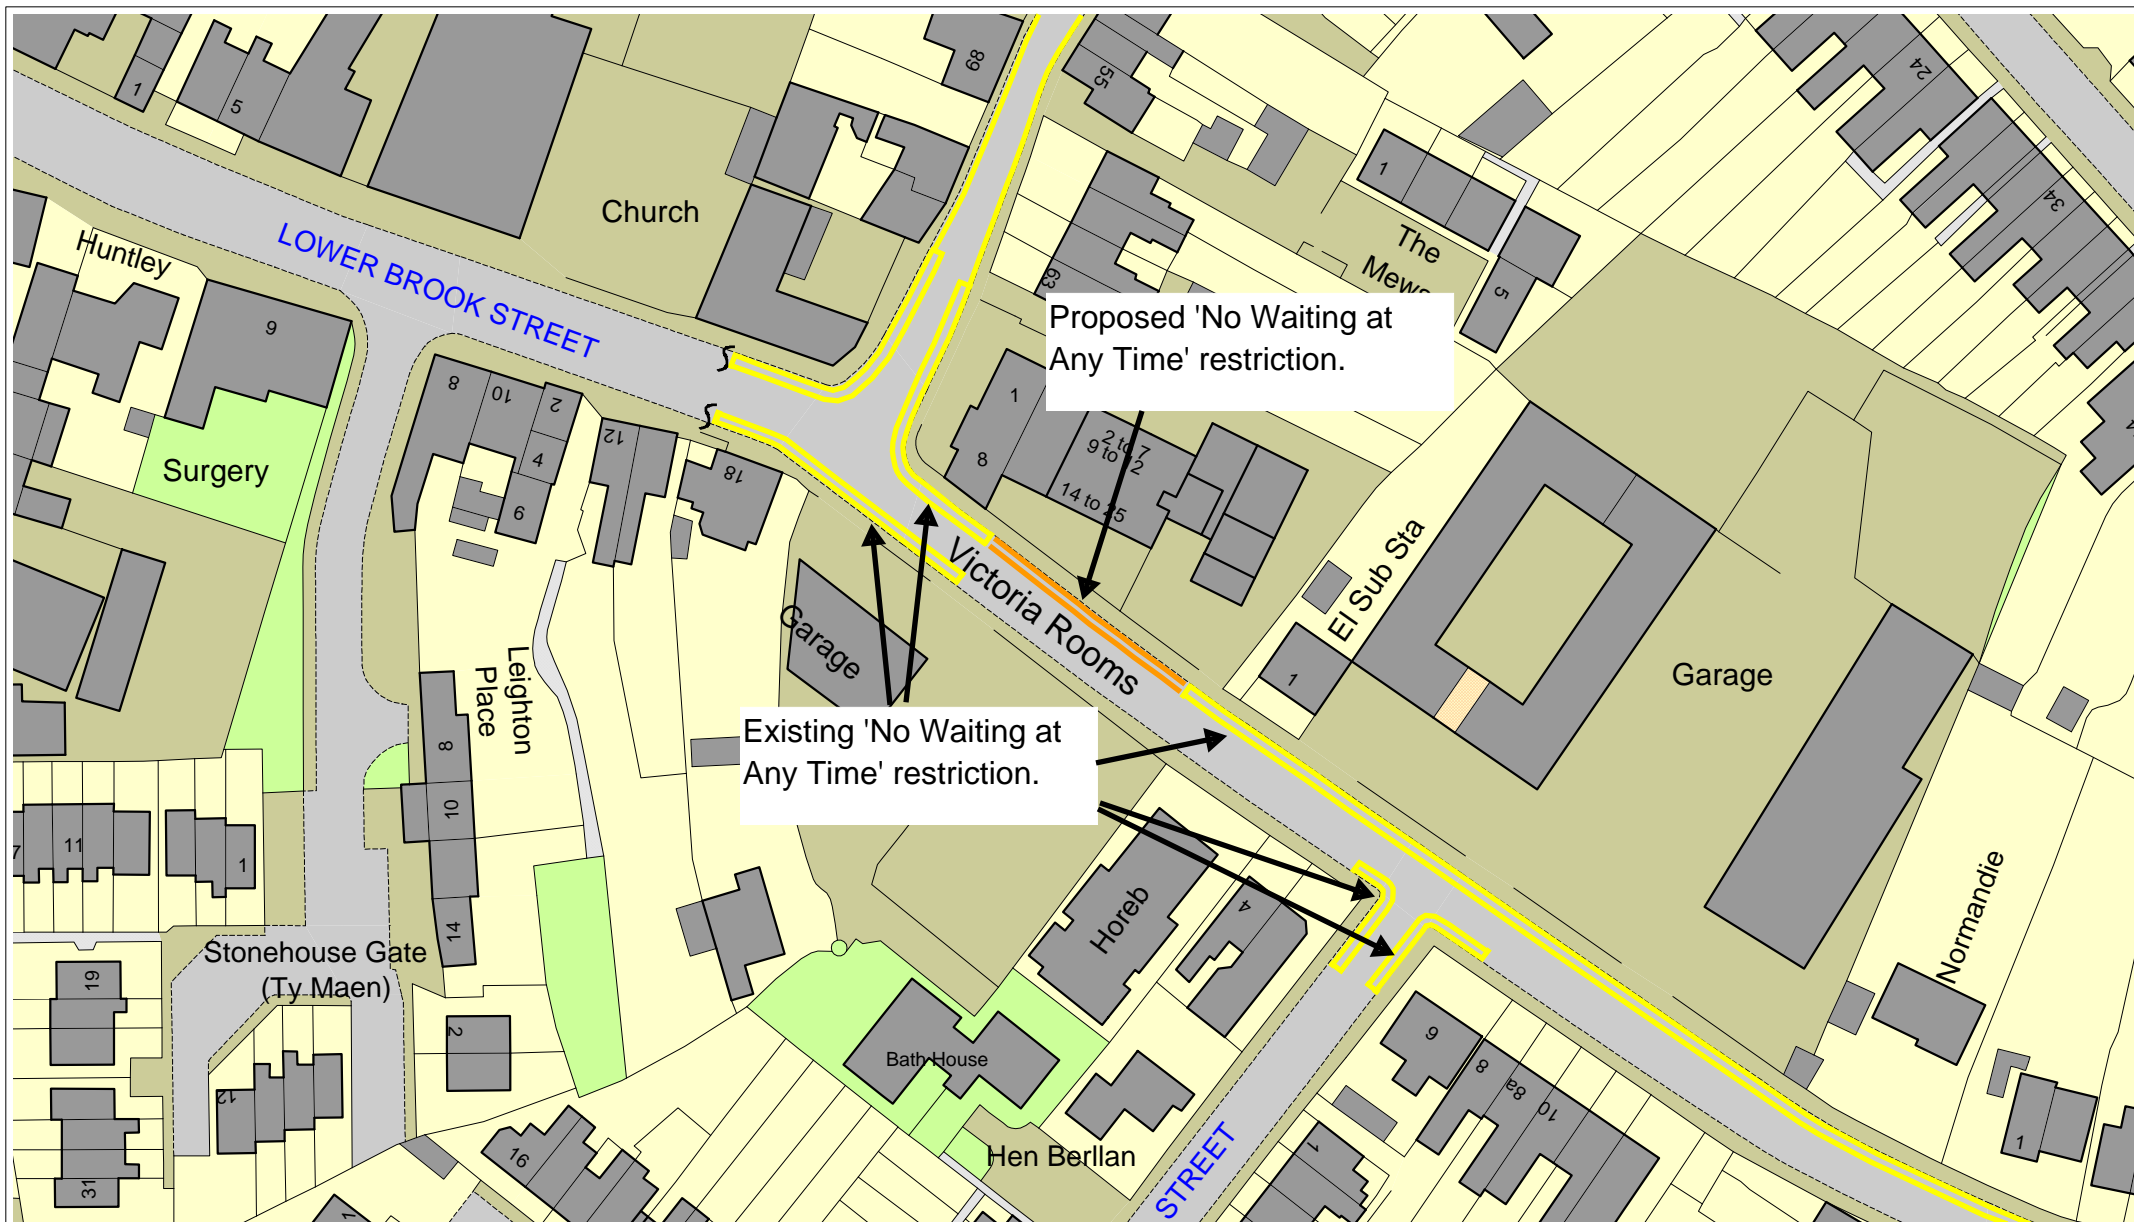 68
55
24
1
5
Church
1
The
Mews
34
Huntley
LOWER BROOK STREET
63
5
9
Proposed 'No Waiting at
Any Time' restriction.
8
10
2
12
1
2 to 7
9 to 12
14 to 25
8
Surgery
4
6
18
El Sub Sta
Victoria Rooms
Garage
Leighton
Place
1
Garage
Existing 'No Waiting at
Any Time' restriction.
8
10
14
7
11
1
Horeb
4
Normandie
Stonehouse Gate
(Ty Maen)
19
2
12
31
Bath House
6
8
8a
10
1
16
Hen Berllan
STREET
1